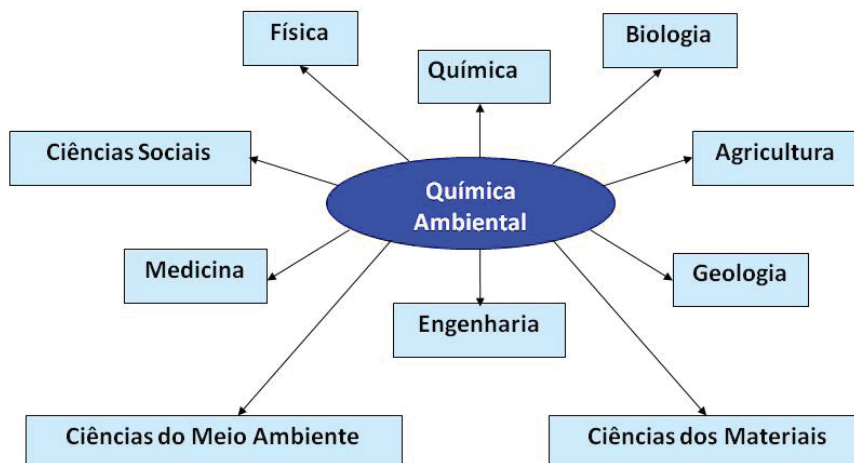 Física
Química
Biologia
Ciências Sociais
Agricultura
Química
Ambiental
Medicina
Geologia
Engenharia
Ciências do Meio Ambiente
Ciências dos Materiais